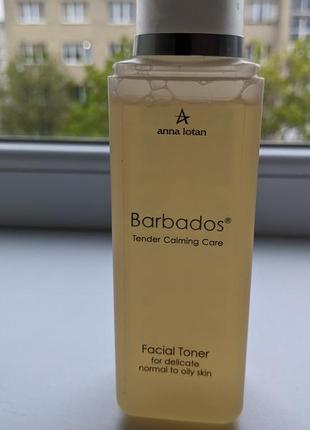 anna lotan
Barbados®
Tender Calming Care
Facial Toner
for delicate
normal to oily skin